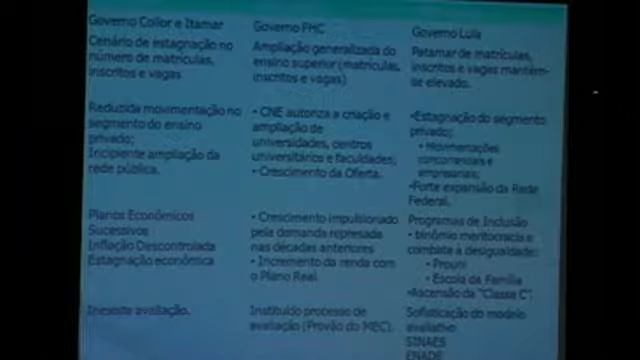 Governo Collor e Itamar
Cenário de estagnação no
número de matrículas,
inscritos e vagas
Reduzida movimentação no
segmento do ensino
privado;
Incipiente ampliação da
rede pública.
Planos Econômicos
Sucessivos
Inflação Descontrolada
Estagnação econômica
Inexiste avaliação.
Governo FHC
Ampliação generalizada do
ensino superior (matrículas,
inscritos e vagas)
• CNE autoriza a criação e
ampliação de
universidades, centros
universitários e faculdades;
• Crescimento da Oferta.
• Crescimento impulsionado
pela demanda represada
nas décadas anteriores
• Incremento da renda com
o Plano Real.
Instituído processo de
avaliação (Provão do MEC).
Governo Lula
Patamar de matrículas,
inscritos e vagas mantém-
se elevado.
•Estagnação do segmento
privado;
• Movimentações
concorrenciais e
empresariais;
•Forte expansão da Rede
Federal.
Programas de Inclusão
• binômio meritocracia e
combate à desigualdade:
• Prouni
• Escola da Família
•Ascensão da "Classe C".
Sofisticação do modelo
avaliativo
SINAES
ENADE